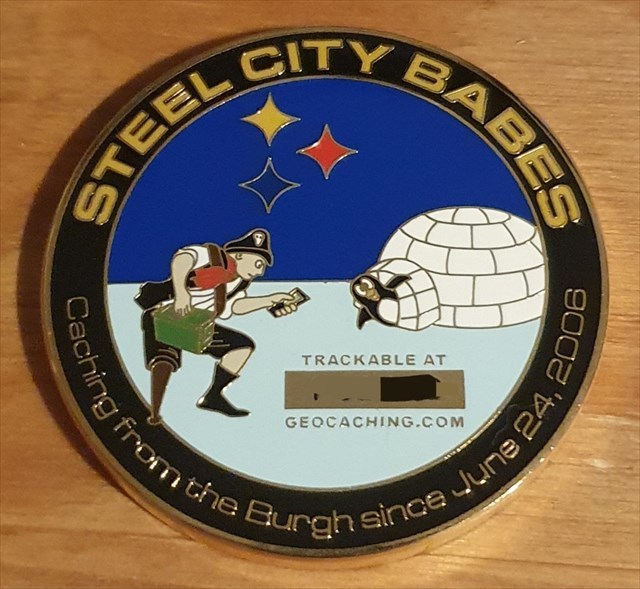 STEEL CITY BABES
TRACKABLE AT
GEOCACHING.COM
Caching from the Burgh since June 24, 2006